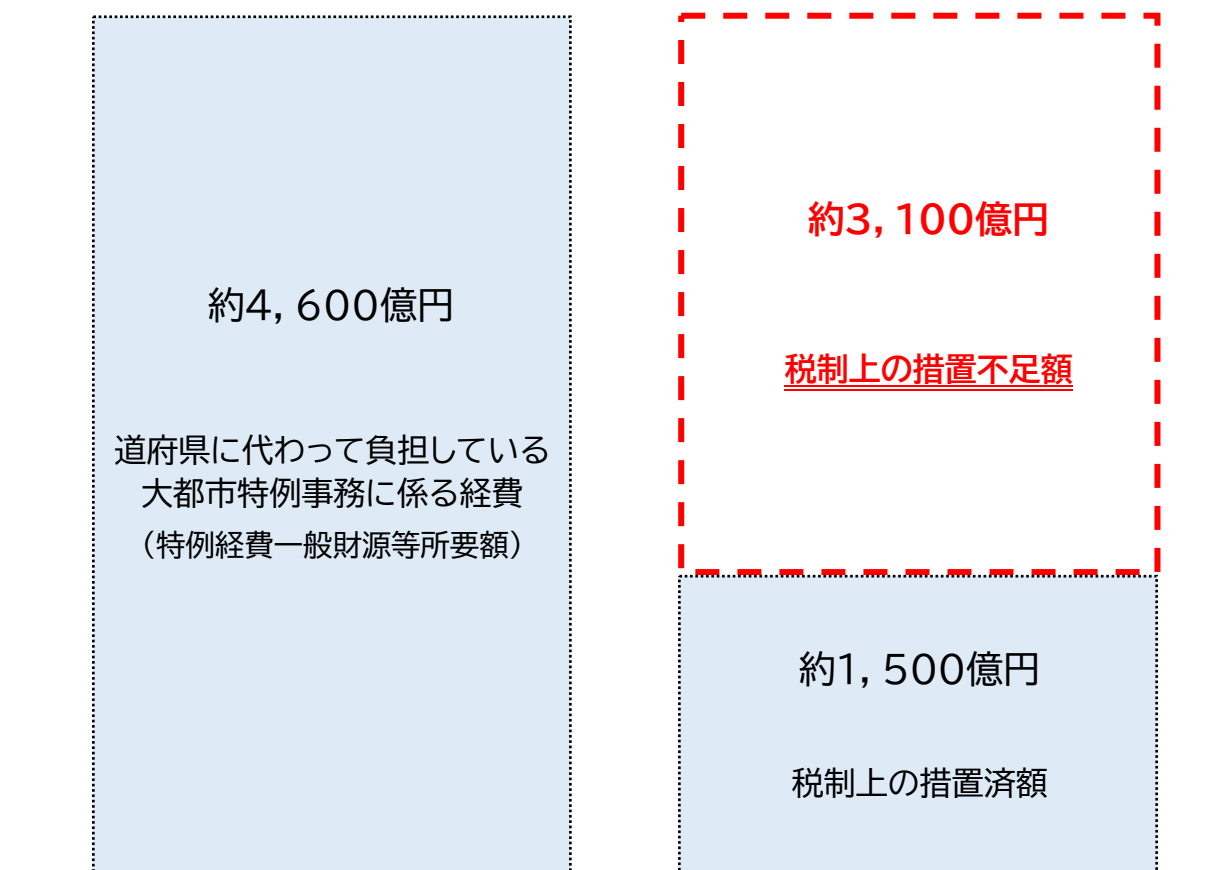 約4，600億円
道府県に代わって負担している
大都市特例事務に係る経費
（特例経費一般財源等所要額）
約3，100億円
税制上の措置不足額
約1，500億円
税制上の措置済額